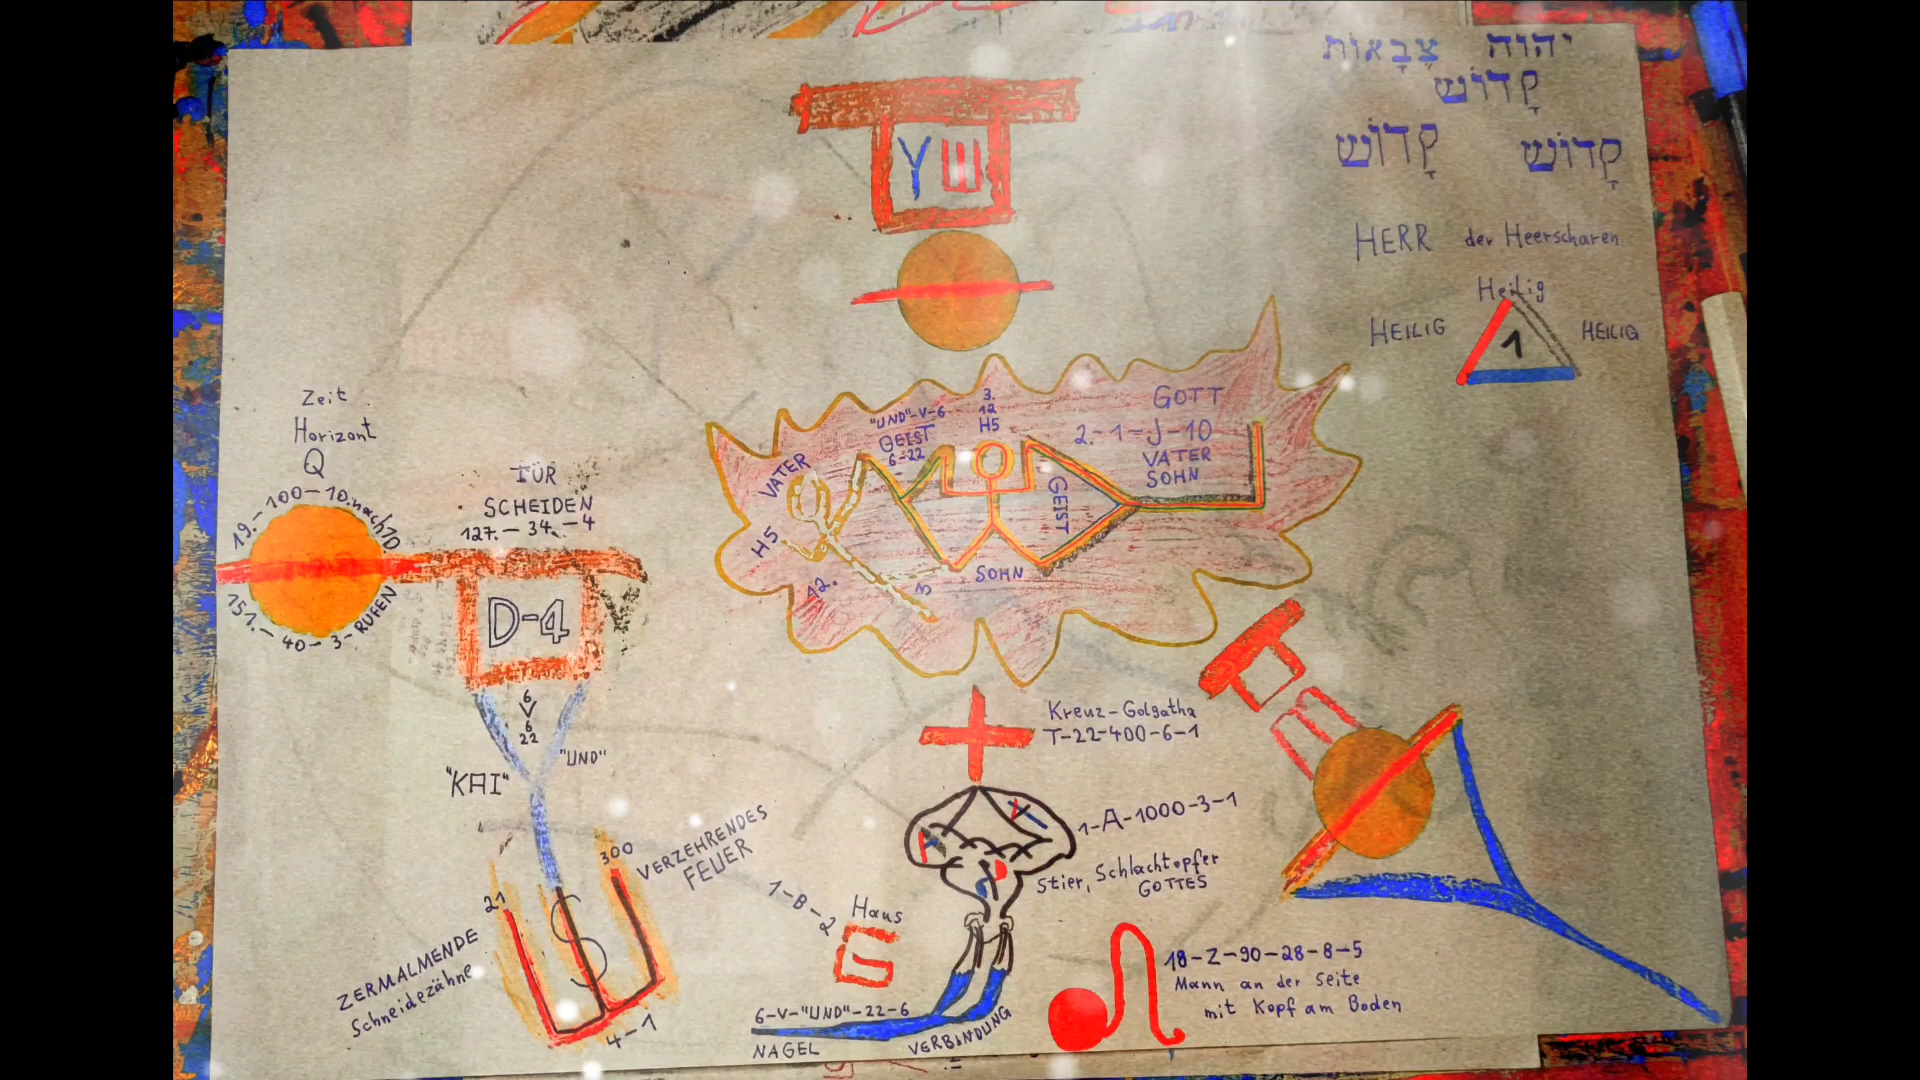 יהוה צְבָאוֹת
קָדוֹשׁ
קָדוֹשׁ קָדוֹשׁ
HERR der Heerscharen
Heilig
HEILIG 1 HEILIG
YW
Zeit
Horizont
Q
19.-100-10.nach/D
151.-40-3-RUFEN
TÜR
SCHEIDEN
127.-34.-4
D-4
6
V
6
22
"KAI" "UND"
VATER
H5
12.
3
"UND"-V-6
GEIST
6-22
3.
12
H5
GOTT
2.-1-J-10
VATER
SOHN
GEIST
SOHN
Kreuz-Golgatha
T-22-400-6-1
1-A-1000-3-1
Stier, Schlachtopfer
GOTTES
300
VERZEHRENDES
FEUER
21
S
ZERMALMENDE
Schneidezähne
4-1
1-B-2
Haus
6-V-"UND"-22-6
NAGEL
VERBINDUNG
18-Z-90-28-8-5
Mann an der Seite
mit Kopf am Boden